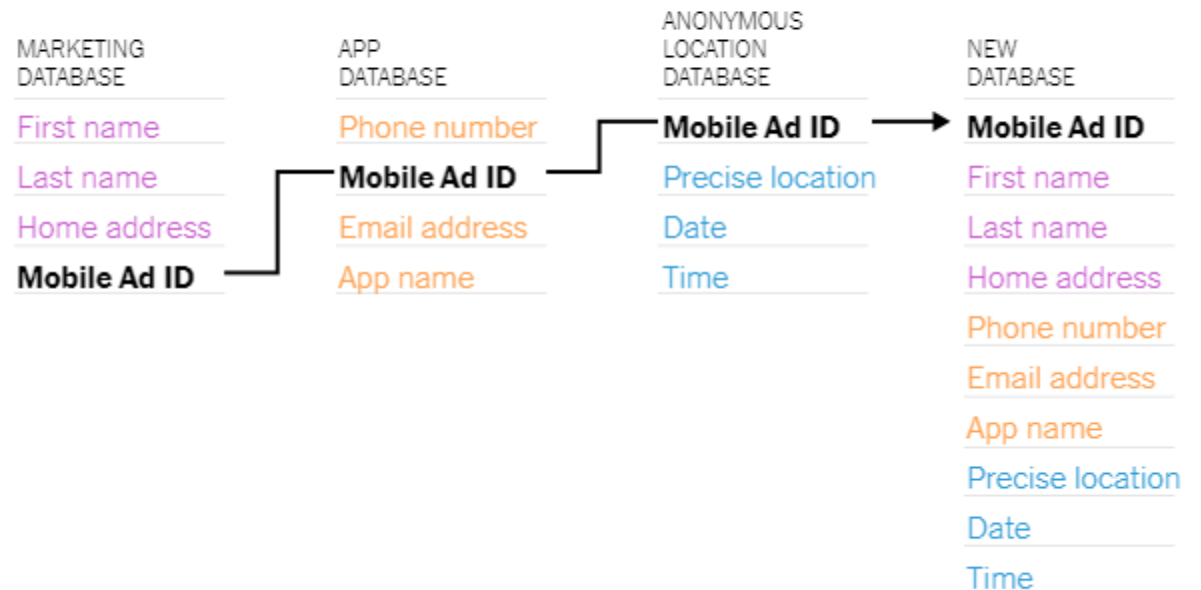 MARKETING
DATABASE
First name
Last name
Home address
Mobile Ad ID
APP
DATABASE
Phone number
Mobile Ad ID
Email address
App name
ANONYMOUS
LOCATION
DATABASE
Mobile Ad ID
Precise location
Date
Time
NEW
DATABASE
Mobile Ad ID
First name
Last name
Home address
Phone number
Email address
App name
Precise location
Date
Time